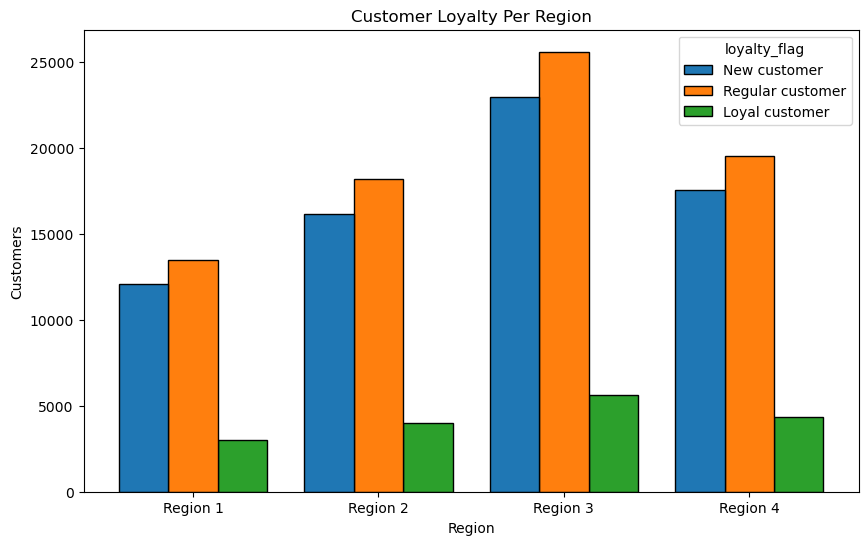 Customer Loyalty Per Region
loyalty_flag
New customer
Regular customer
Loyal customer
Customers
25000
20000
15000
10000
5000
0
Region 1
Region 2
Region 3
Region 4
Region